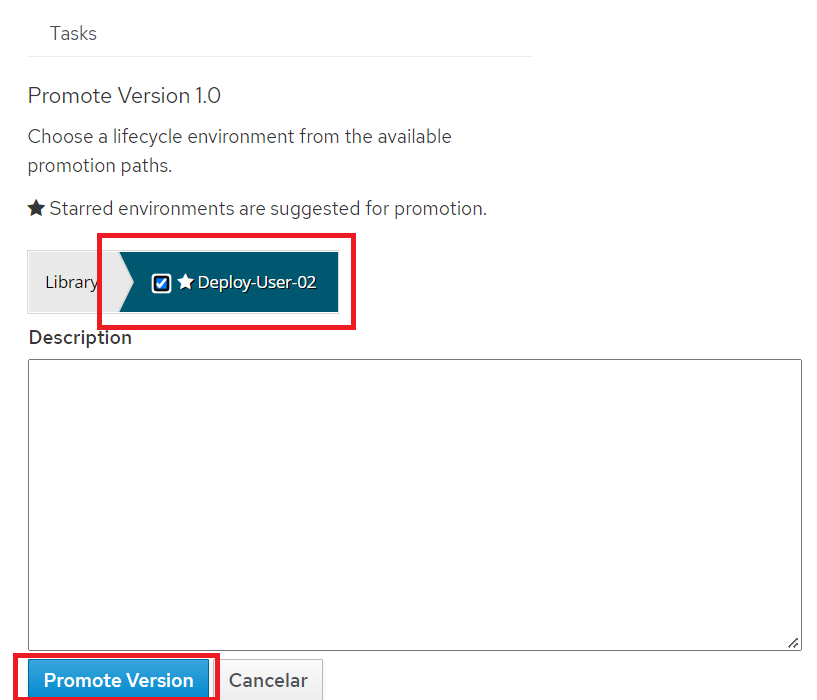 Tasks
Promote Version 1.0
Choose a lifecycle environment from the available
promotion paths.
★ Starred environments are suggested for promotion.
Library ★ Deploy-User-02
Description
Promote Version Cancelar